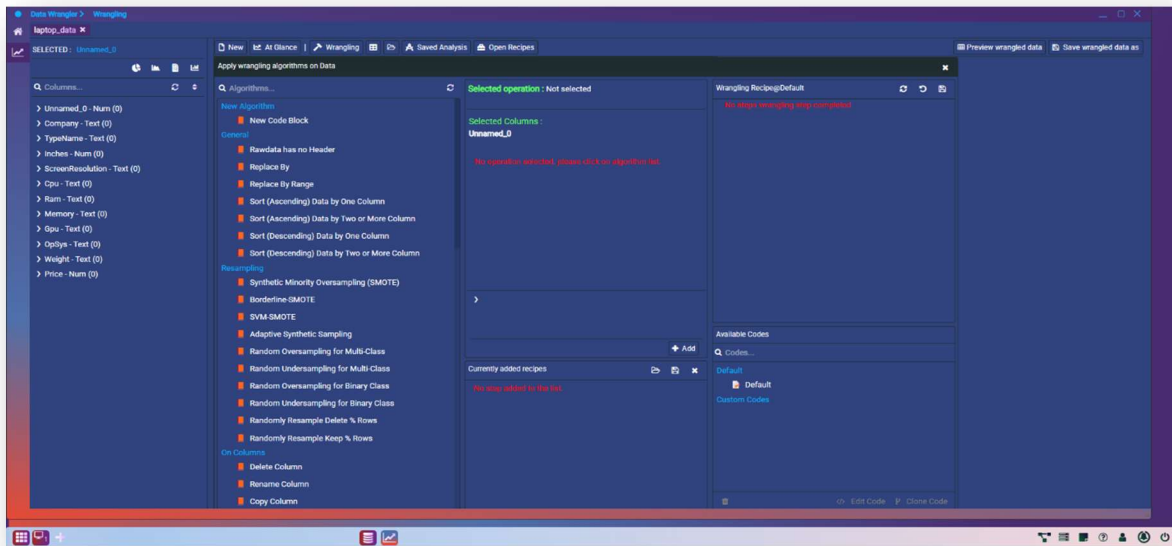 Data Wrangler > Wrangling
laptop_data ×
SELECTED : Unnamed_0
New At Glance | Wrangling Saved Analysis Open Recipes
Preview wrangled data Save wrangled data as
Apply wrangling algorithms on Data
Columns...
Unnamed_0 - Num (0)
Company - Text (0)
TypeName - Text (0)
Inches - Num (0)
ScreenResolution - Text (0)
Cpu - Text (0)
Ram - Text (0)
Memory - Text (0)
Gpu - Text (0)
OpSys - Text (0)
Weight - Text (0)
Price - Num (0)
Algorithms...
New Algorithm
New Code Block
General
Rawdata has no Header
Replace By
Replace By Range
Sort (Ascending) Data by One Column
Sort (Ascending) Data by Two or More Column
Sort (Descending) Data by One Column
Sort (Descending) Data by Two or More Column
Resampling
Synthetic Minority Oversampling (SMOTE)
Borderline-SMOTE
SVM-SMOTE
Adaptive Synthetic Sampling
Random Oversampling for Multi-Class
Random Undersampling for Multi-Class
Random Oversampling for Binary Class
Random Undersampling for Binary Class
Randomly Resample Delete % Rows
Randomly Resample Keep % Rows
On Columns
Delete Column
Rename Column
Copy Column
Selected operation : Not selected
Selected Columns :
Unnamed_0
No operation selected, please click on algorithm list.
Add
Currently added recipes
No step added to the list.
Wrangling Recipe@Default
No steps wrangling step completed
Available Codes
Codes...
Default
Default
Custom Codes
Edit Code Clone Code